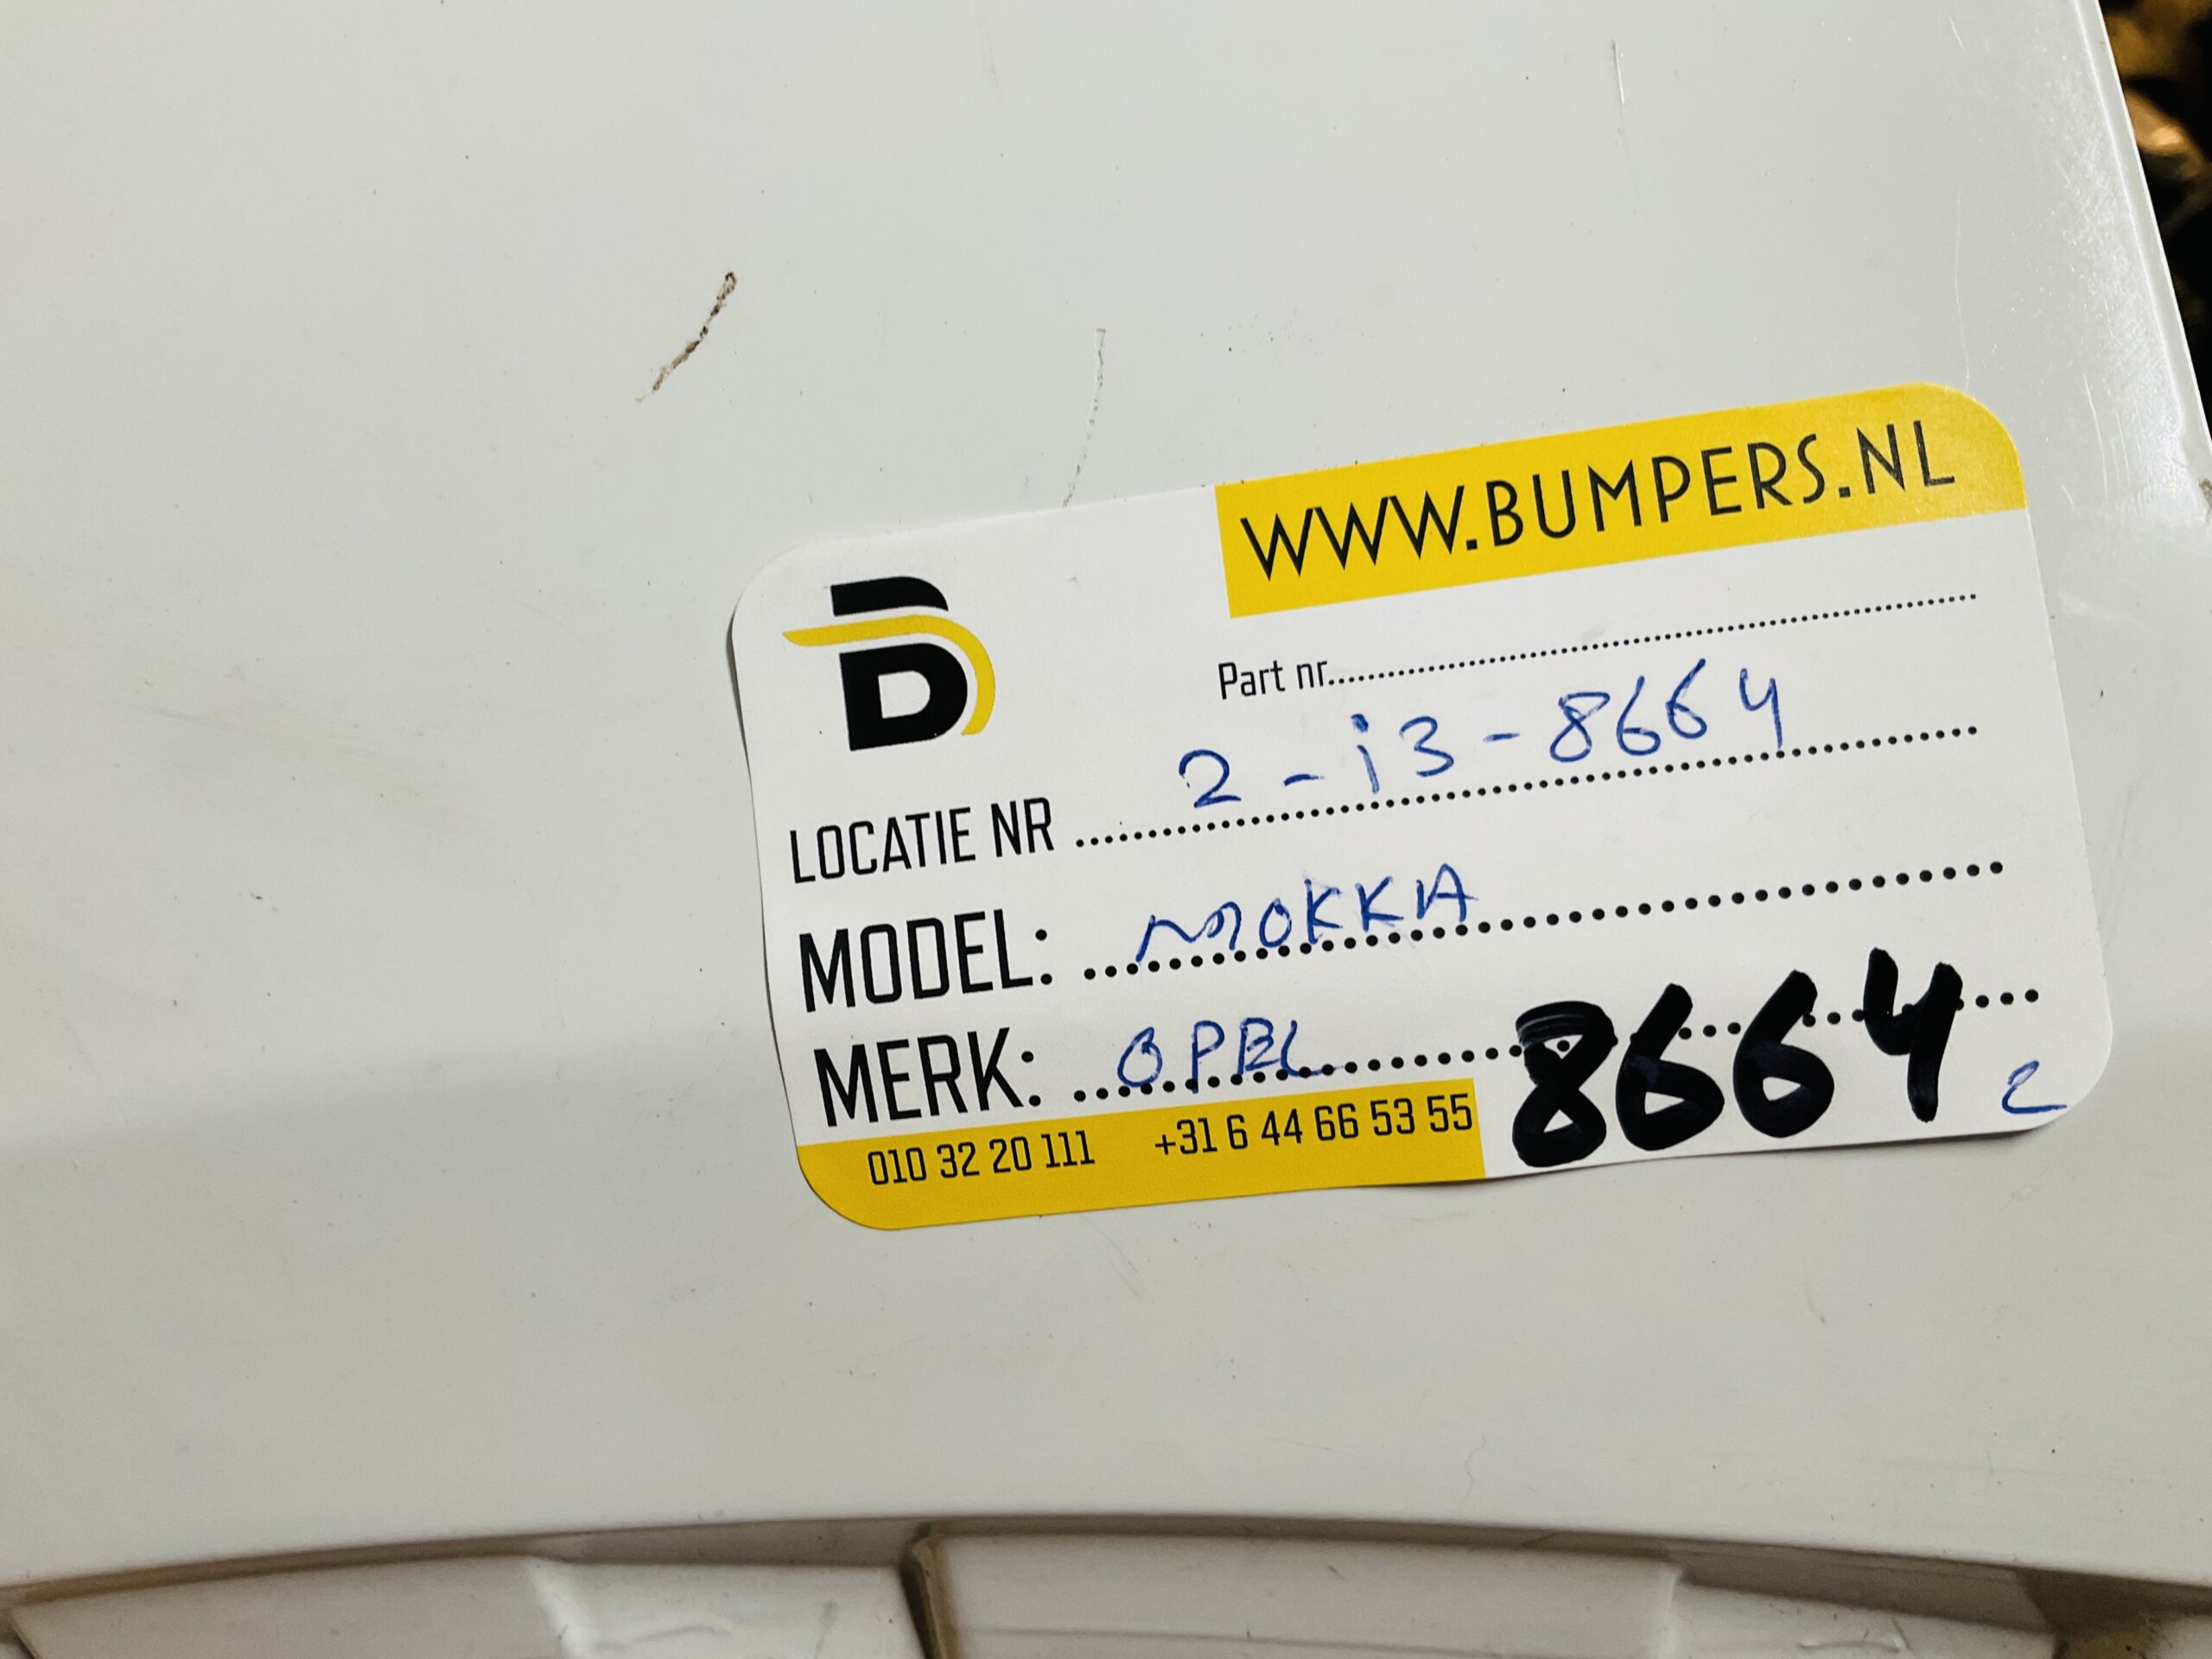 WWW.BUMPERS.NL
Part nr.
LOCATIE NR 2-i3-8664
MODEL: MOKKA
MERK: OPEL
8664 2
010 32 20 111 +31 6 44 66 53 55